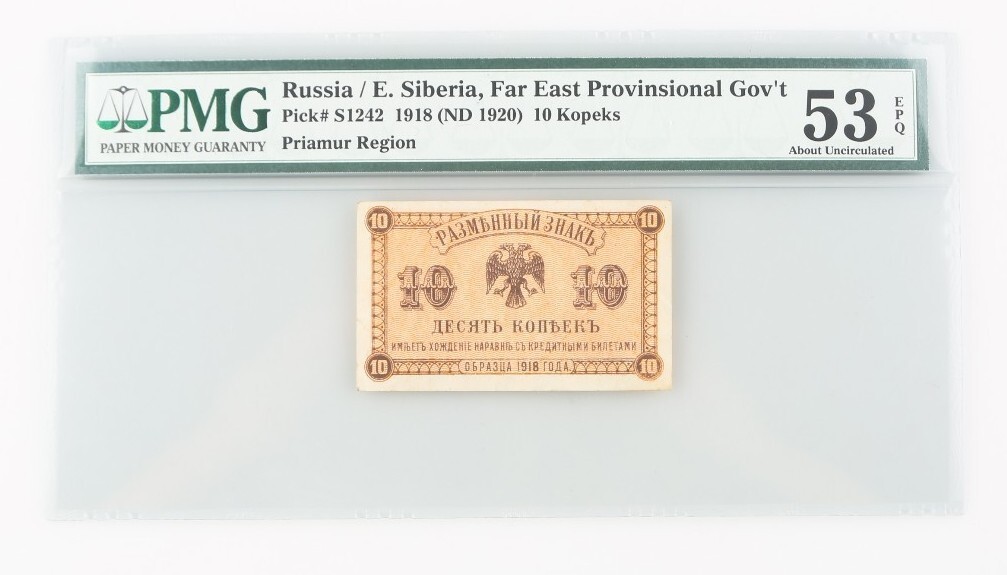 PMG
PAPER MONEY GUARANTY
Russia / E. Siberia, Far East Provinsional Gov't
Pick# S1242 1918 (ND 1920) 10 Kopeks
Priamur Region
53
EPQ
About Uncirculated
10 10
РАЗМѢННЫЙ ЗНАКЪ
10 10
ДЕСЯТЬ КОПѢЕКЪ
ИМѢЕТЪ ХОЖДЕНІЕ НАРАВНѢ СЪ КРЕДИТНЫМИ БИЛЕТАМИ
10 ОБРАЗЦА 1918 ГОДА. 10